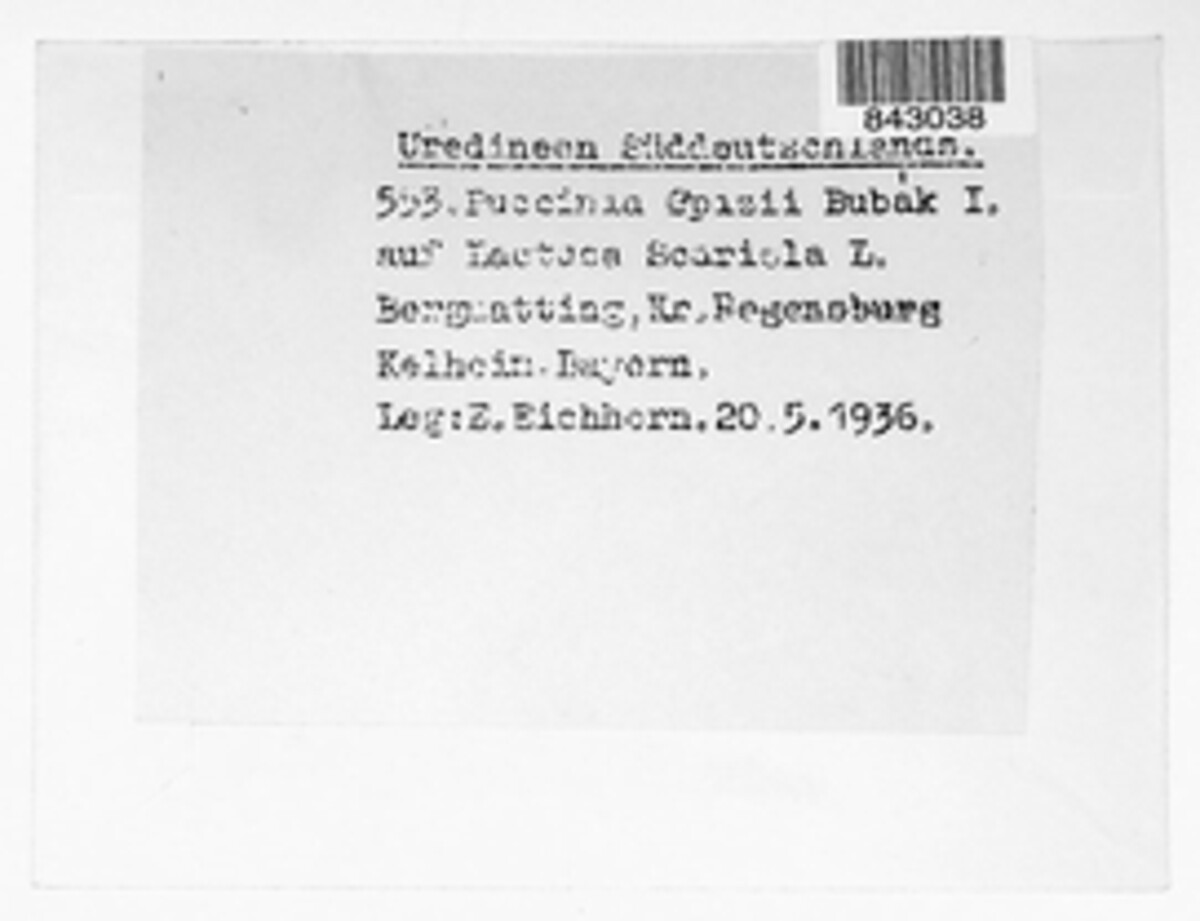 843038
Uredineen Süddeutschlands.
Puccinia Opizii Bubák I.
auf Lactuca Scariola L.
Bergmatting, Kr. Regensburg
Kelheim. Bayern.
Leg: E. Eichhorn. 20.5.1936.